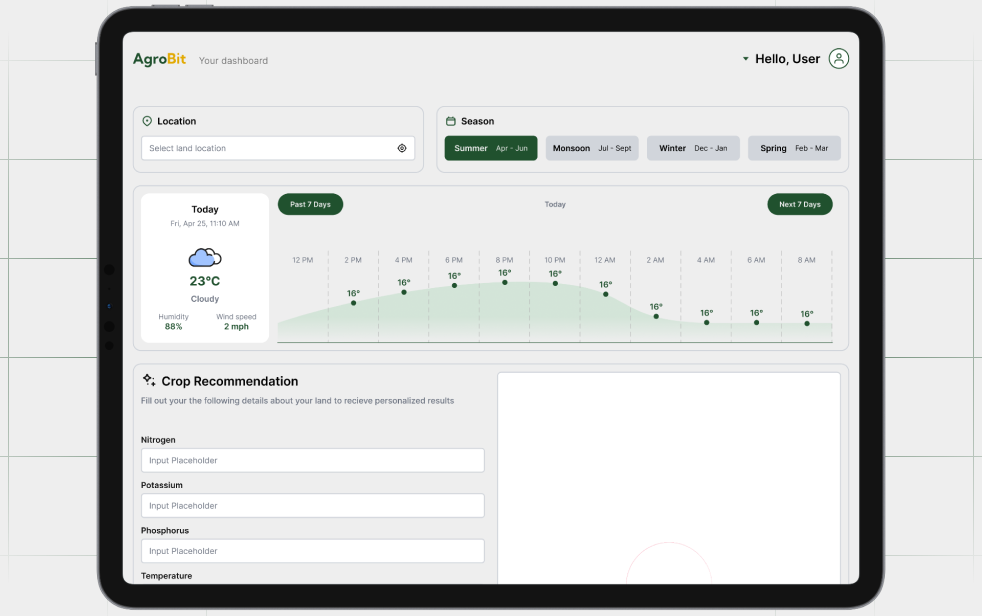 AgroBit Your dashboard
Hello, User
Location
Select land location
Season
Summer Apr - Jun
Monsoon Jul - Sept
Winter Dec - Jan
Spring Feb - Mar
Today
Fri, Apr 25, 11:10 AM
23°C
Cloudy
Humidity Wind speed
88% 2 mph
Past 7 Days Today Next 7 Days
12 PM 2 PM 4 PM 6 PM 8 PM 10 PM 12 AM 2 AM 4 AM 6 AM 8 AM
16° 16° 16° 16° 16° 16° 16° 16° 16° 16°
Crop Recommendation
Fill out your the following details about your land to recieve personalized results
Nitrogen
Input Placeholder
Potassium
Input Placeholder
Phosphorus
Input Placeholder
Temperature